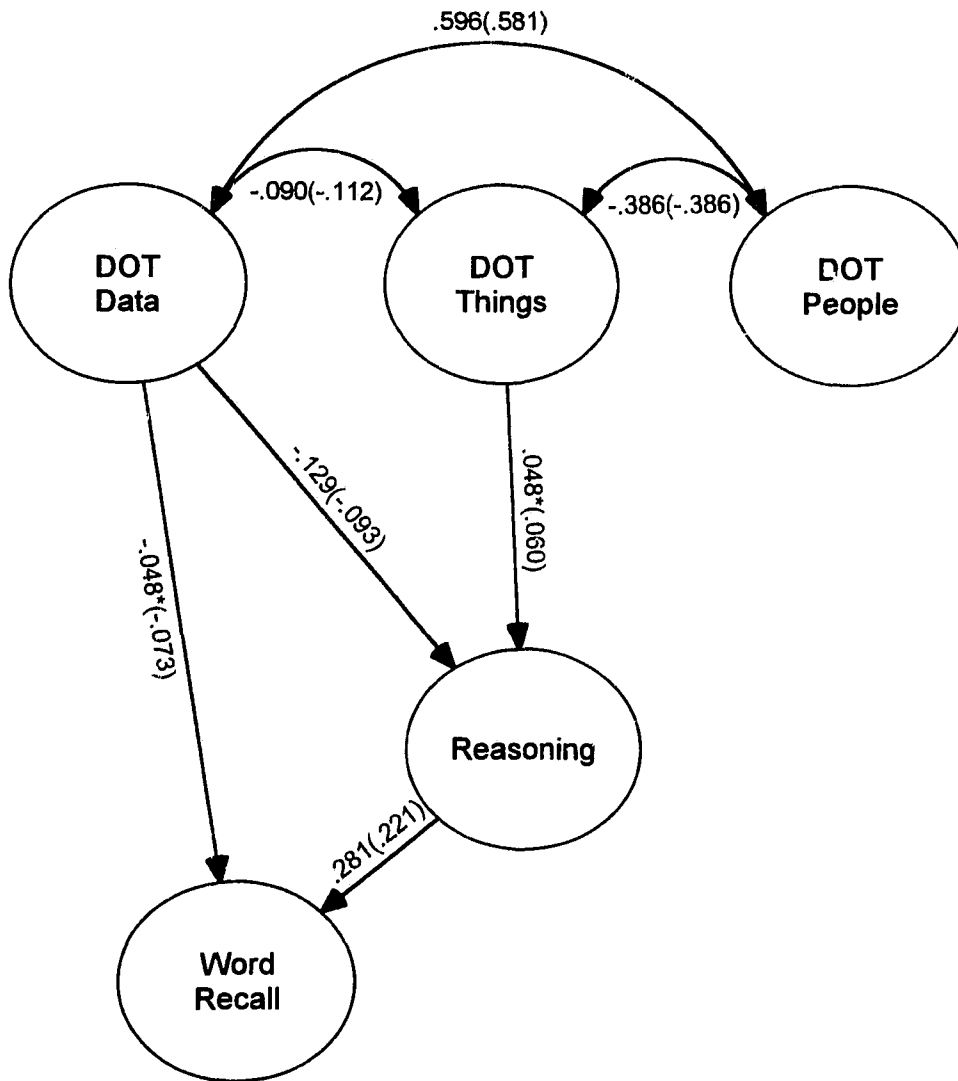 .596(.581)
-.090(-.112)
-.386(-.386)
DOT
Data
DOT
Things
DOT
People
-.129(-.093)
.048*(.060)
-.048*(-.073)
Reasoning
.281(.221)
Word
Recall